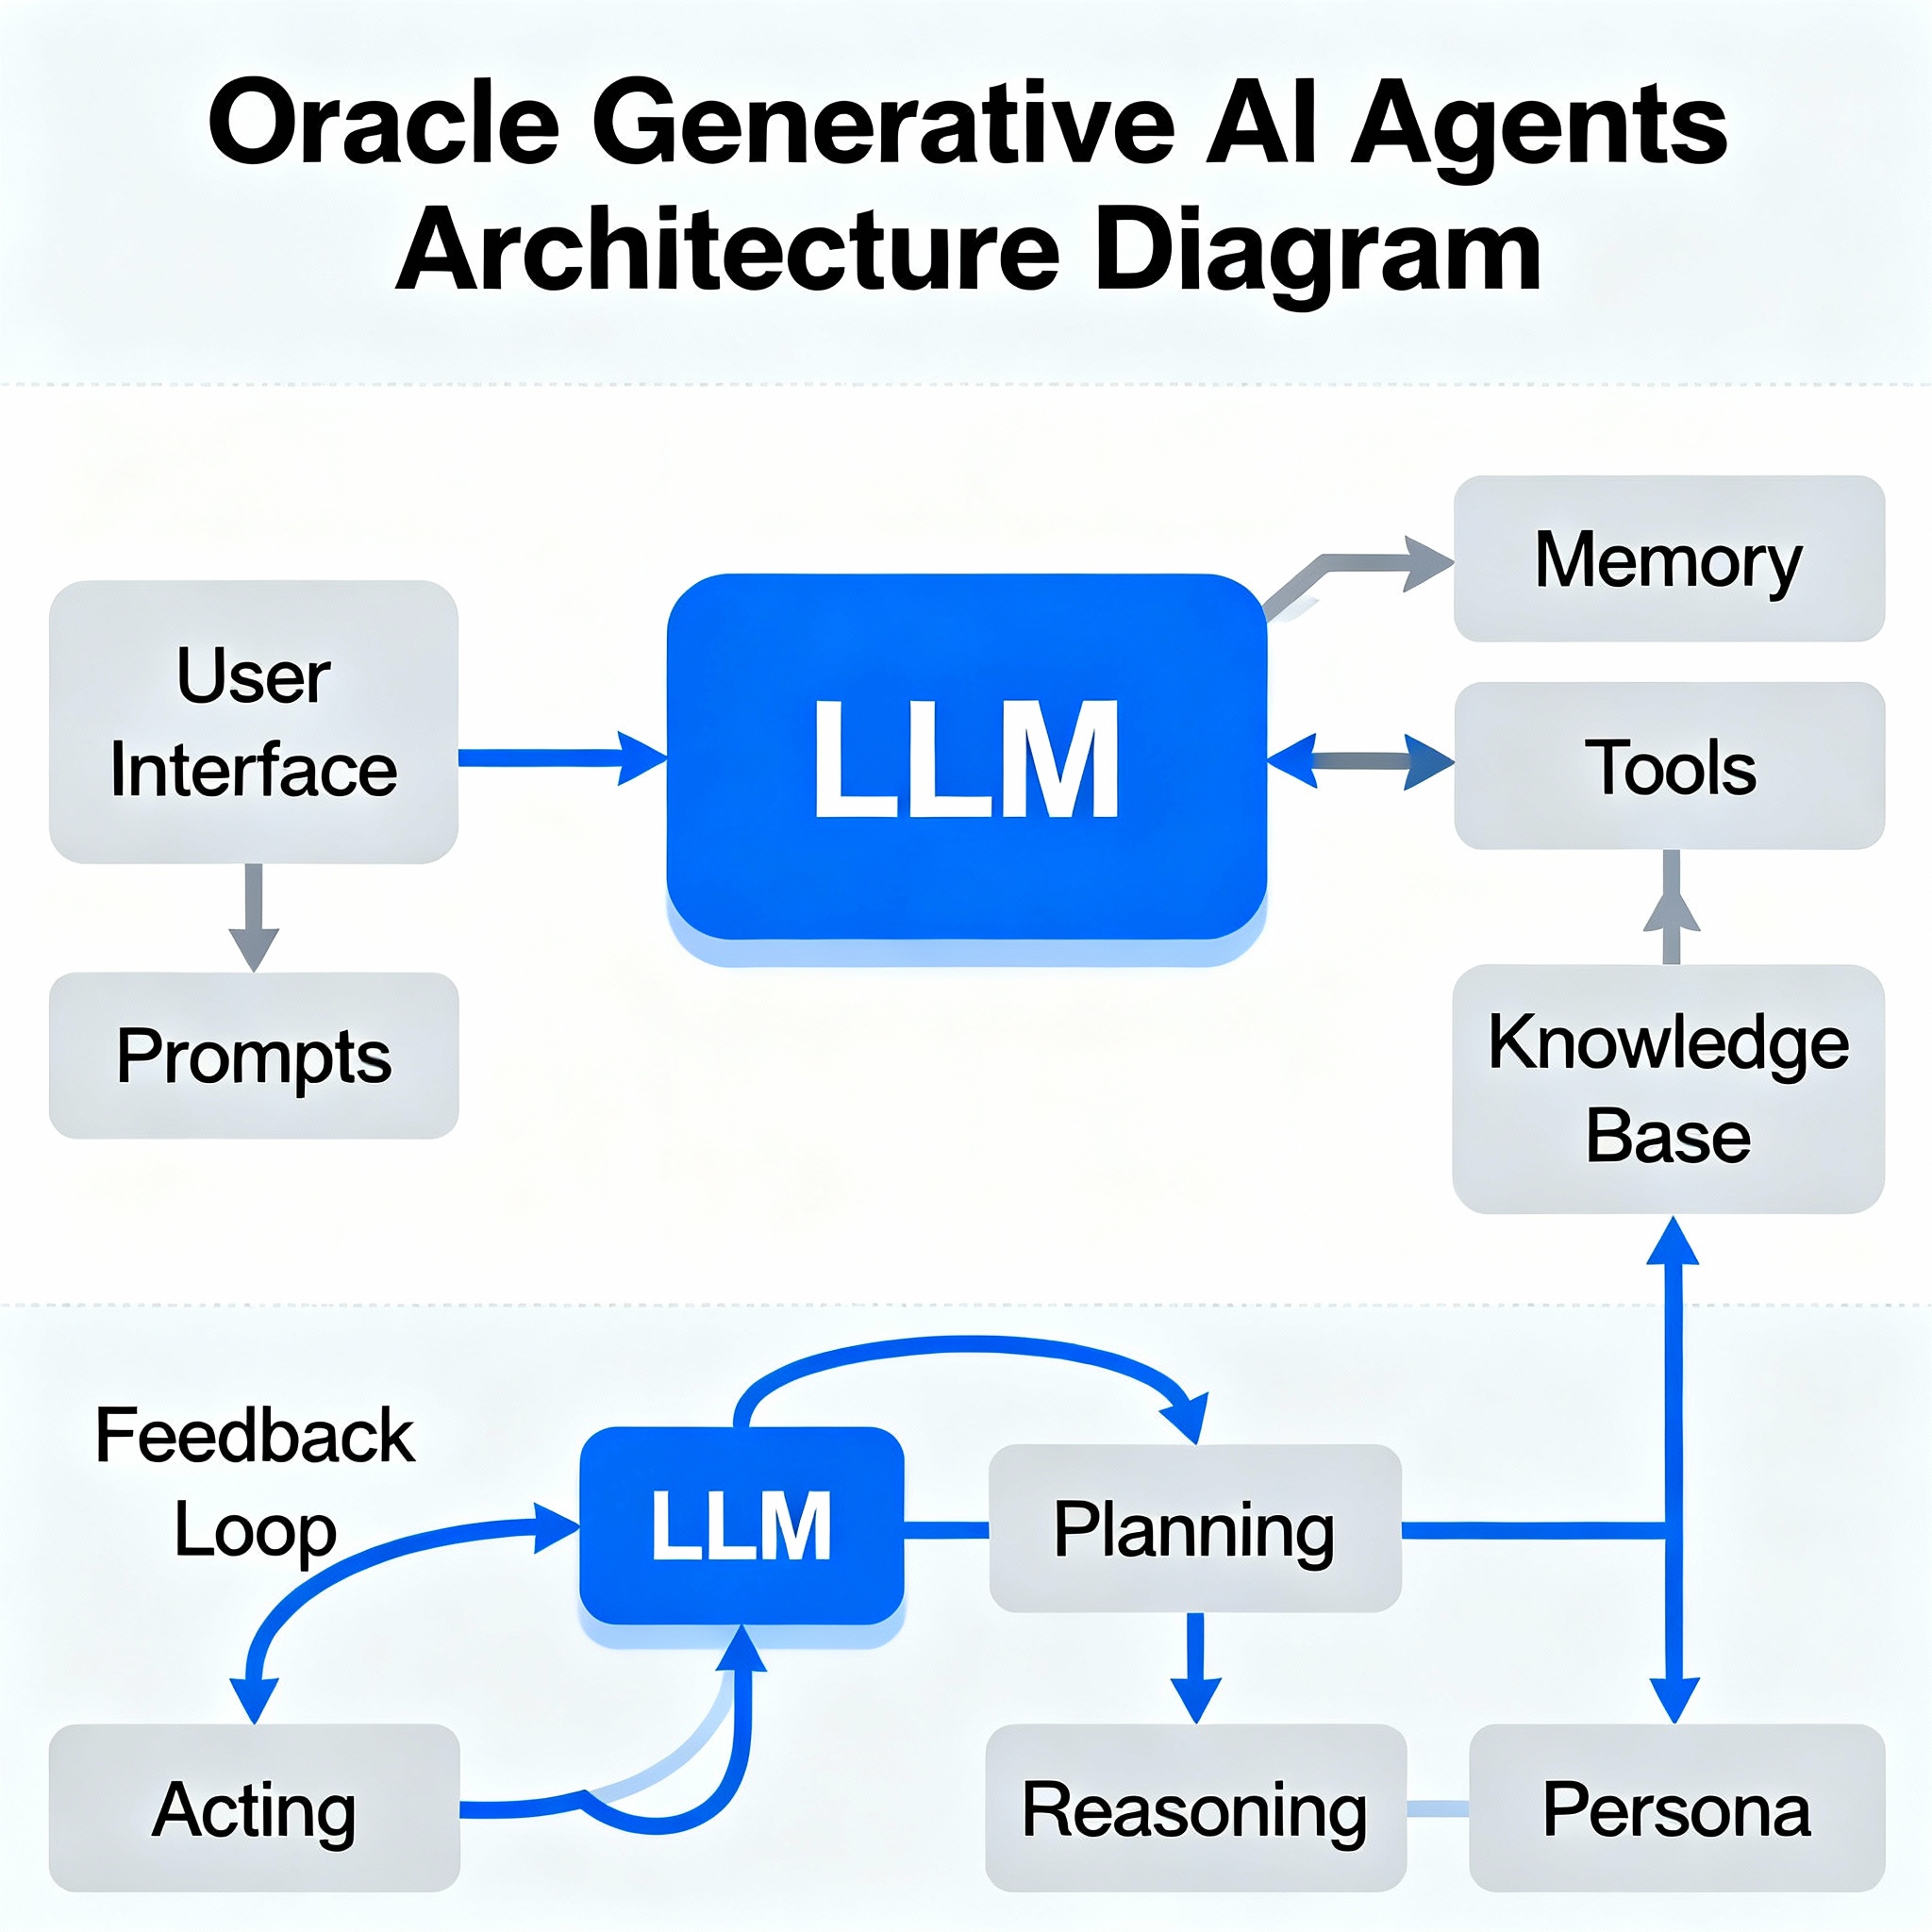 Oracle Generative AI Agents
Architecture Diagram
User
Interface
Prompts
LLM
Memory
Tools
Knowledge
Base
Feedback
Loop
LLM
Planning
Acting
Reasoning
Persona